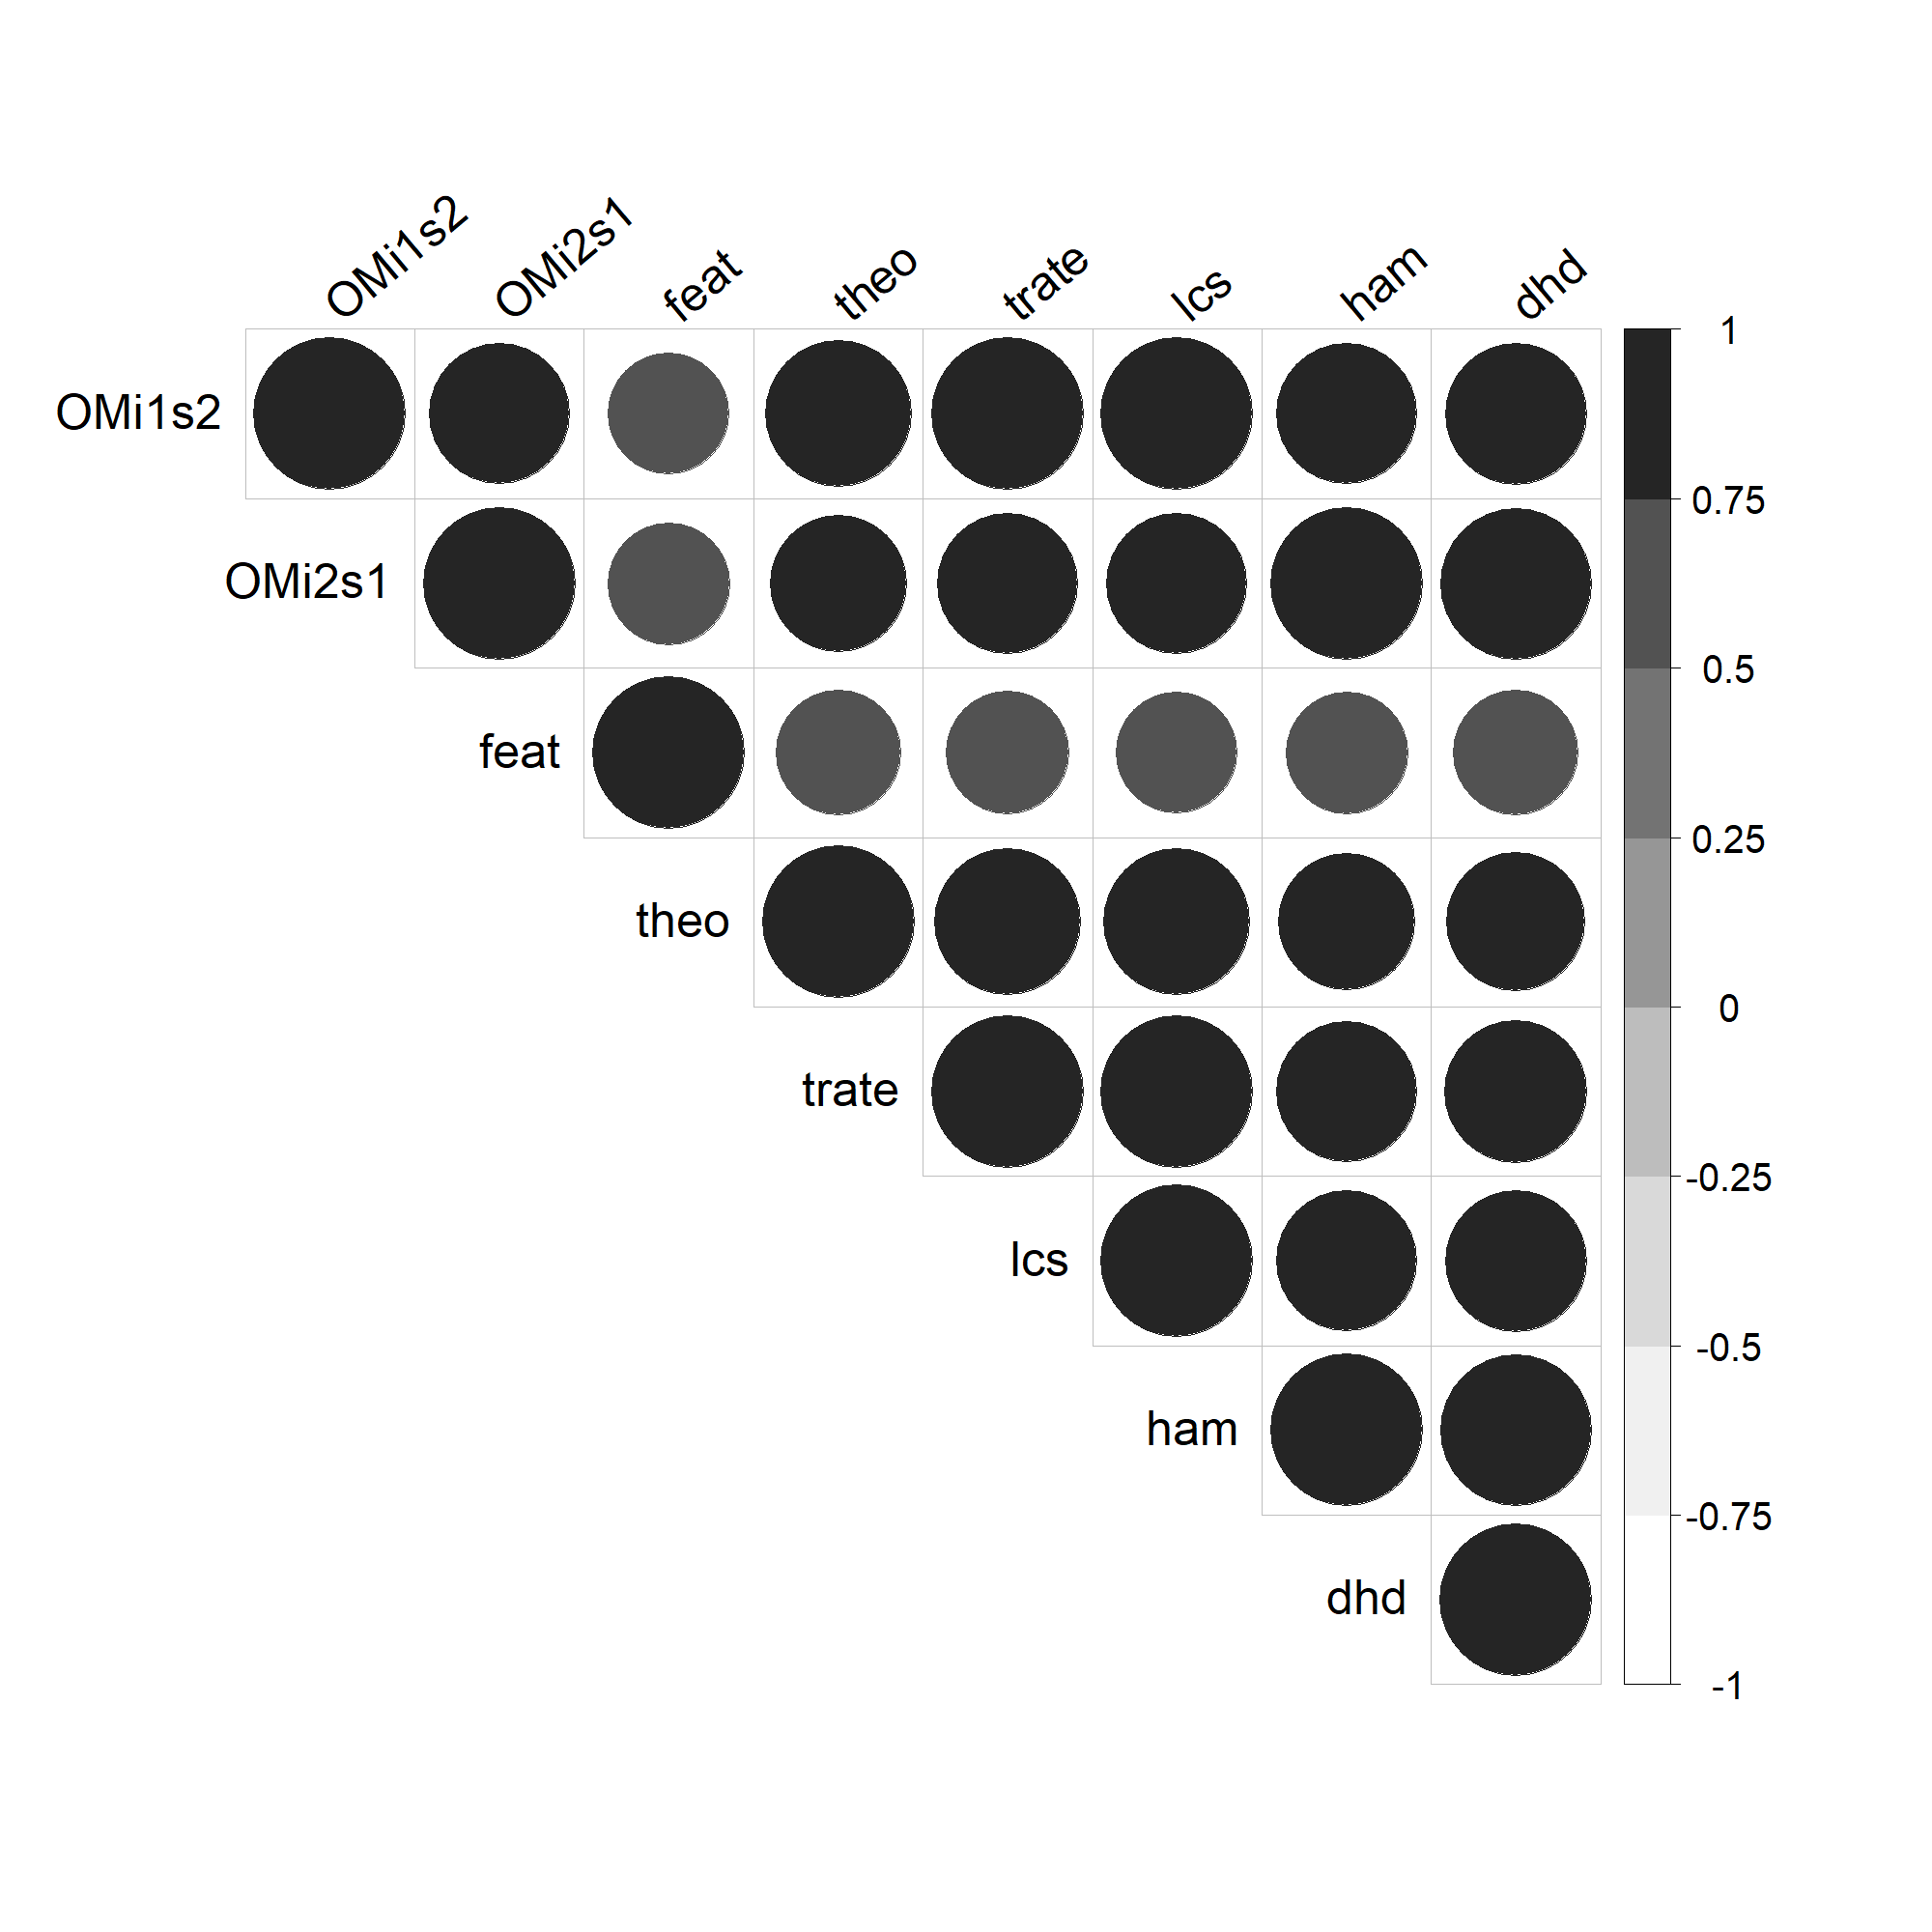 OMi1s2 OMi2s1 feat theo trate lcs ham dhd
OMi1s2
OMi2s1
feat
theo
trate
lcs
ham
dhd
1
0.75
0.5
0.25
0
-0.25
-0.5
-0.75
-1